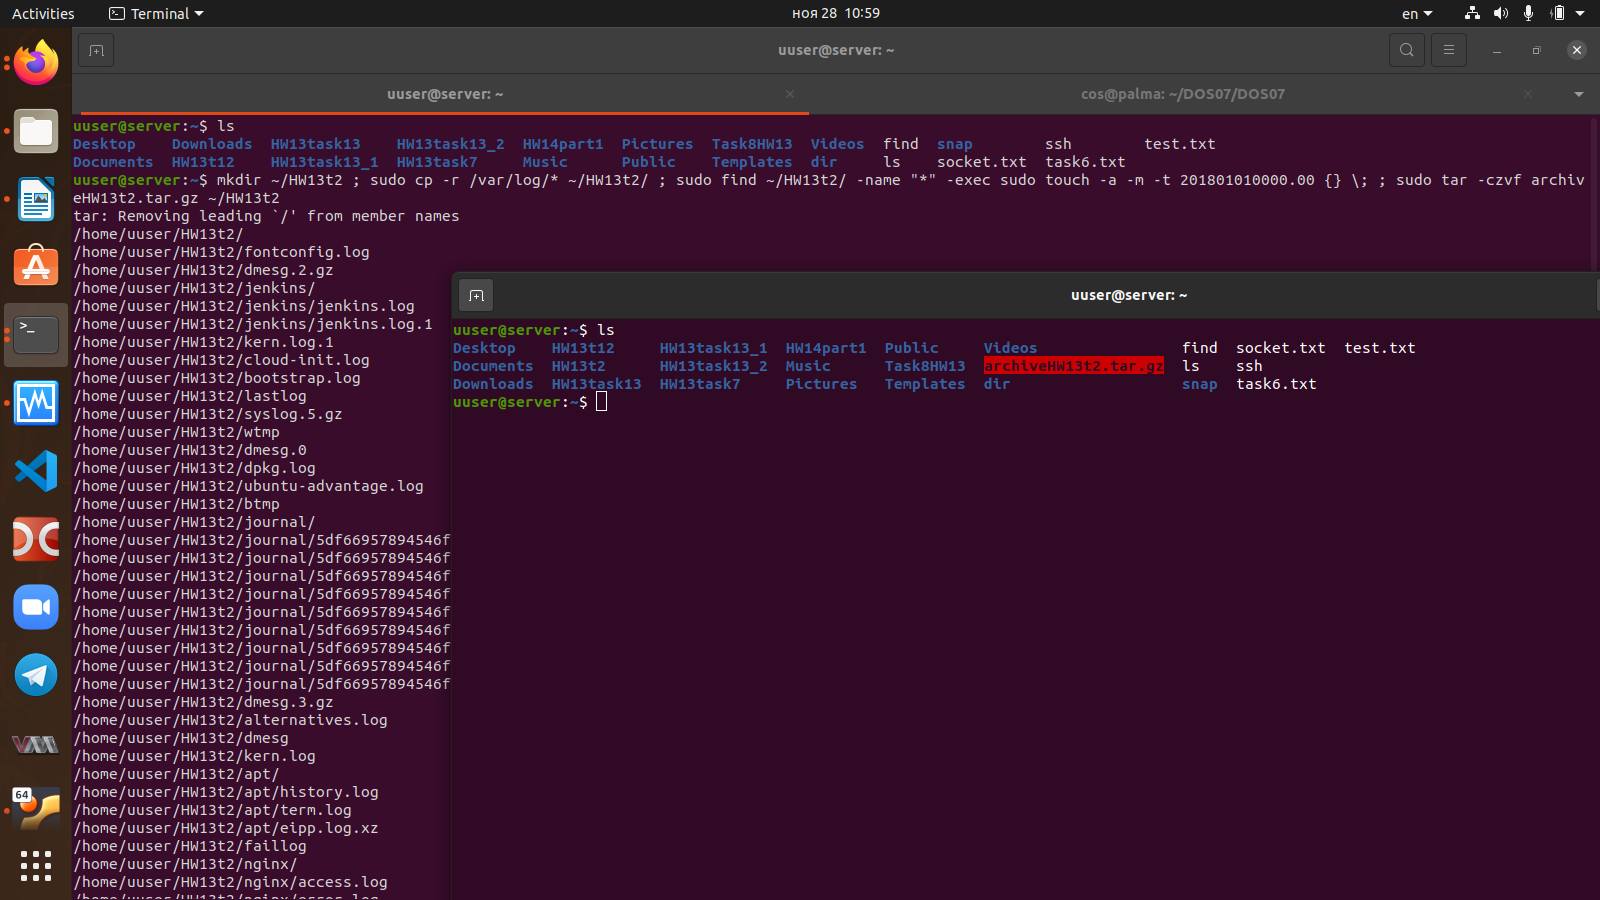 Activities Terminal ноя 28 10:59 en
uuser@server: ~
uuser@server: ~ cos@palma: ~/DOS07/DOS07
uuser@server:~$ ls
Desktop Downloads HW13task13 HW13task13_2 HW14part1 Pictures Task8HW13 Videos find snap ssh test.txt
Documents HW13t12 HW13task13_1 HW13task7 Music Public Templates dir ls socket.txt task6.txt
uuser@server:~$ mkdir ~/HW13t2 ; sudo cp -r /var/log/* ~/HW13t2/ ; sudo find ~/HW13t2/ -name "*" -exec sudo touch -a -m -t 201801010000.00 {} \; ; sudo tar -czvf archiv
eHW13t2.tar.gz ~/HW13t2
tar: Removing leading `/' from member names
/home/uuser/HW13t2/
/home/uuser/HW13t2/fontconfig.log
/home/uuser/HW13t2/dmesg.2.gz
/home/uuser/HW13t2/jenkins/
/home/uuser/HW13t2/jenkins/jenkins.log
/home/uuser/HW13t2/jenkins/jenkins.log.1
/home/uuser/HW13t2/kern.log.1
/home/uuser/HW13t2/cloud-init.log
/home/uuser/HW13t2/bootstrap.log
/home/uuser/HW13t2/lastlog
/home/uuser/HW13t2/syslog.5.gz
/home/uuser/HW13t2/wtmp
/home/uuser/HW13t2/dmesg.0
/home/uuser/HW13t2/dpkg.log
/home/uuser/HW13t2/ubuntu-advantage.log
/home/uuser/HW13t2/btmp
/home/uuser/HW13t2/journal/
/home/uuser/HW13t2/journal/5df66957894546f
/home/uuser/HW13t2/journal/5df66957894546f
/home/uuser/HW13t2/journal/5df66957894546f
/home/uuser/HW13t2/journal/5df66957894546f
/home/uuser/HW13t2/journal/5df66957894546f
/home/uuser/HW13t2/journal/5df66957894546f
/home/uuser/HW13t2/journal/5df66957894546f
/home/uuser/HW13t2/journal/5df66957894546f
/home/uuser/HW13t2/journal/5df66957894546f
/home/uuser/HW13t2/dmesg.3.gz
/home/uuser/HW13t2/alternatives.log
/home/uuser/HW13t2/dmesg
/home/uuser/HW13t2/kern.log
/home/uuser/HW13t2/apt/
/home/uuser/HW13t2/apt/history.log
/home/uuser/HW13t2/apt/term.log
/home/uuser/HW13t2/apt/eipp.log.xz
/home/uuser/HW13t2/faillog
/home/uuser/HW13t2/nginx/
/home/uuser/HW13t2/nginx/access.log
/home/uuser/HW13t2/nginx/error.log
uuser@server: ~
uuser@server:~$ ls
Desktop HW13t12 HW13task13_1 HW14part1 Public Videos find socket.txt test.txt
Documents HW13t2 HW13task13_2 Music Task8HW13 archiveHW13t2.tar.gz ls ssh
Downloads HW13task13 HW13task7 Pictures Templates dir snap task6.txt
uuser@server:~$
>_
64